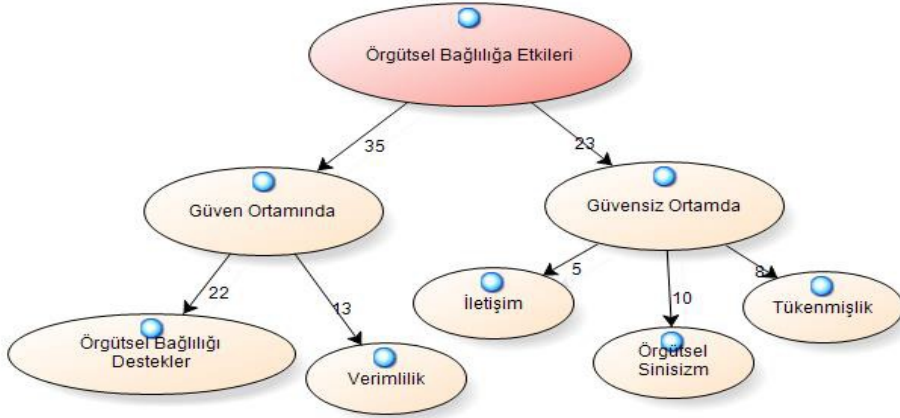 Örgütsel Bağlılığa Etkileri
35
23
Güven Ortamında
Güvensiz Ortamda
22
13
5
10
8
Örgütsel Bağlılığı
Destekler
Verimlilik
İletişim
Örgütsel
Sinisizm
Tükenmişlik